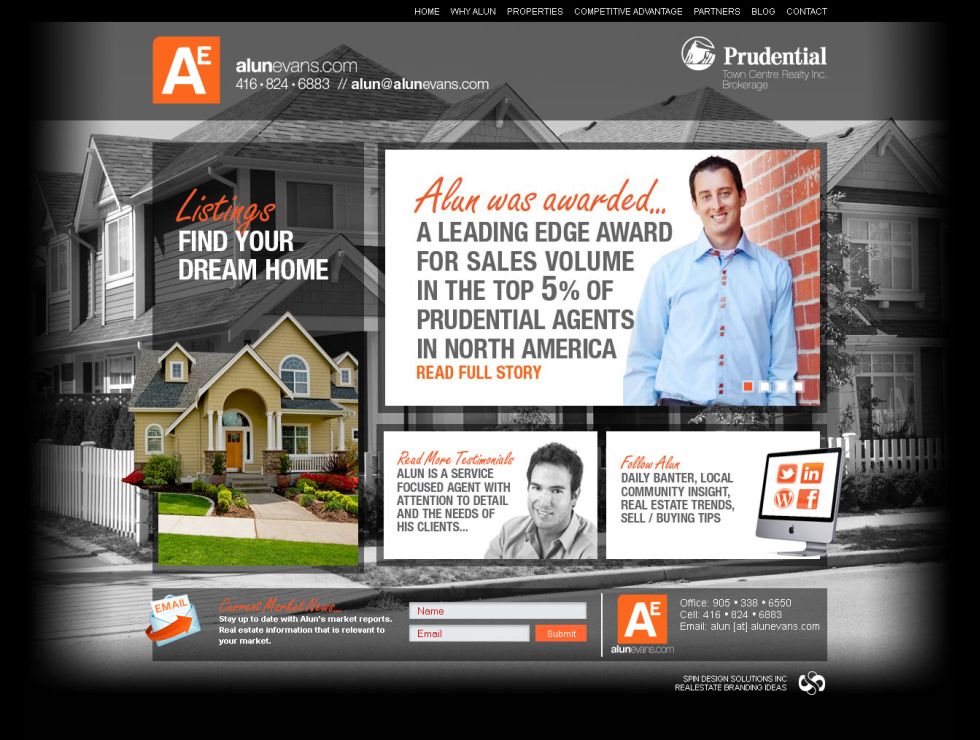 HOME WHY ALUN PROPERTIES COMPETITIVE ADVANTAGE PARTNERS BLOG CONTACT
AE
alunevans.com
416 • 824 • 6883 // alun@alunevans.com
Prudential
Town Centre Realty Inc.
Brokerage
Listings
FIND YOUR
DREAM HOME
Alun was awarded...
A LEADING EDGE AWARD
FOR SALES VOLUME
IN THE TOP 5% OF
PRUDENTIAL AGENTS
IN NORTH AMERICA
READ FULL STORY
Read More Testimonials
ALUN IS A SERVICE
FOCUSED AGENT WITH
ATTENTION TO DETAIL
AND THE NEEDS OF
HIS CLIENTS...
Follow Alun
DAILY BANTER, LOCAL
COMMUNITY INSIGHT,
REAL ESTATE TRENDS,
SELL / BUYING TIPS
in
W
f
EMAIL
Current Market News....
Stay up to date with Alun's market reports.
Real estate information that is relevant to
your market.
Name
Email
Submit
AE
alunevans.com
Office: 905 • 338 • 6550
Cell: 416 • 824 • 6883
Email: alun [at] alunevans.com
SPIN DESIGN SOLUTIONS INC
REALESTATE BRANDING IDEAS